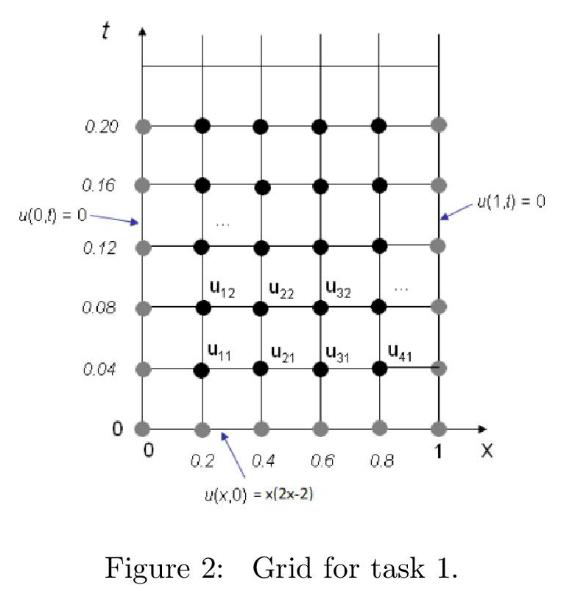 t
0.20
0.16
u(0,t) = 0
u(1,t) = 0
...
0.12
u12 u22 u32 ...
0.08
u11 u21 u31 u41
0.04
0
0 0.2 0.4 0.6 0.8 1 X
u(x,0) = x(2x-2)
Figure 2: Grid for task 1.